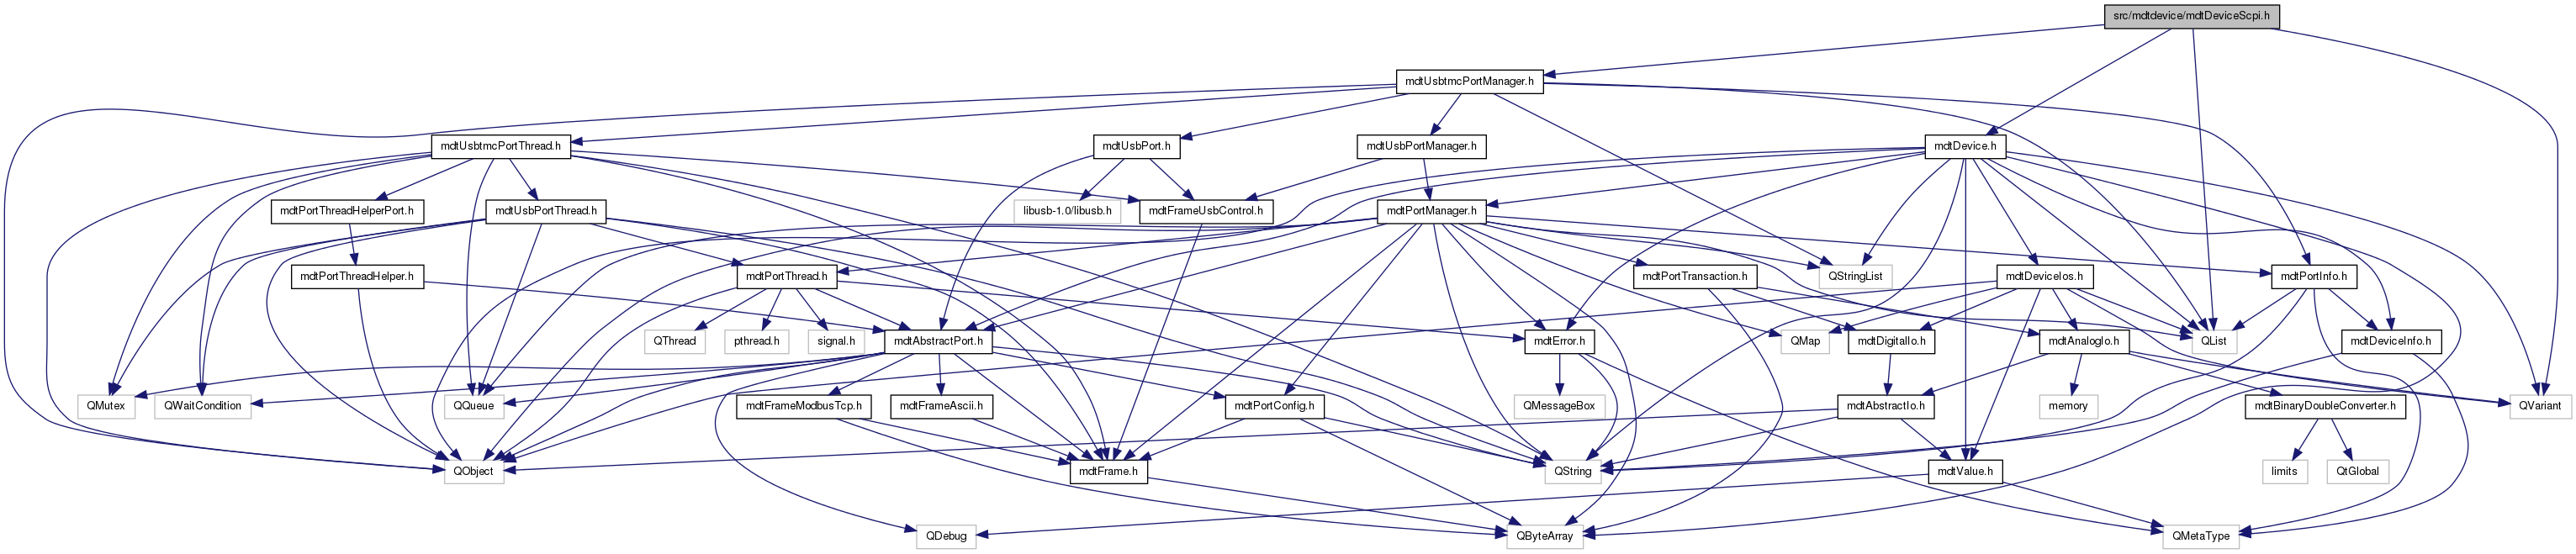 src/mdtdevice/mdtDeviceScpi.h
mdtUsbtmcPortManager.h
mdtUsbtmcPortThread.h
mdtUsbPort.h
mdtUsbPortManager.h
mdtDevice.h
mdtPortThreadHelperPort.h
mdtUsbPortThread.h
libusb-1.0/libusb.h
mdtFrameUsbControl.h
mdtPortManager.h
mdtPortThreadHelper.h
mdtPortThread.h
mdtPortTransaction.h
QStringList
mdtDeviceIos.h
mdtPortInfo.h
QThread
pthread.h
signal.h
mdtAbstractPort.h
mdtError.h
QMap
mdtDigitalIo.h
mdtAnalogIo.h
QList
mdtDeviceInfo.h
QMutex
QWaitCondition
QQueue
mdtFrameModbusTcp.h
mdtFrameAscii.h
mdtPortConfig.h
QMessageBox
mdtAbstractIo.h
memory
mdtBinaryDoubleConverter.h
QVariant
QObject
mdtFrame.h
QString
mdtValue.h
limits
QtGlobal
QDebug
QByteArray
QMetaType